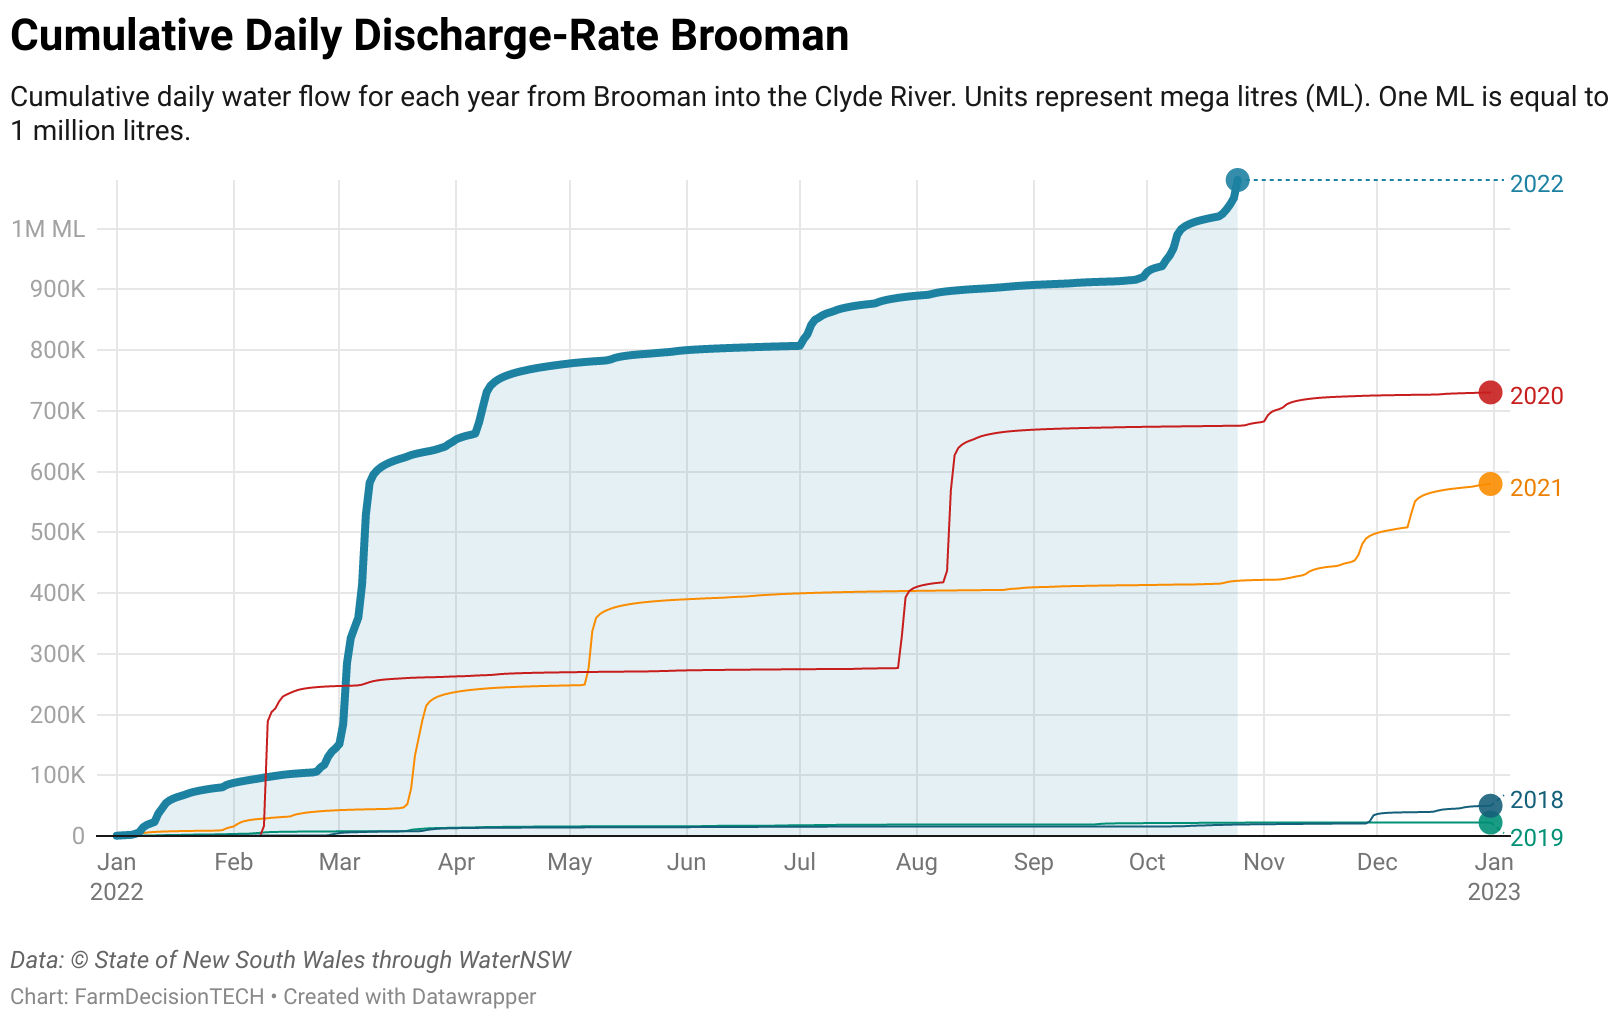 Cumulative Daily Discharge-Rate Brooman
Cumulative daily water flow for each year from Brooman into the Clyde River. Units represent mega litres (ML). One ML is equal to
1 million litres.
2022
1M ML
900K
800K
700K
2020
600K
2021
500K
400K
300K
200K
100K
2018
0
2019
Jan Feb Mar Apr May Jun Jul Aug Sep Oct Nov Dec Jan
2022 2023
Data: © State of New South Wales through WaterNSW
Chart: FarmDecisionTECH • Created with Datawrapper